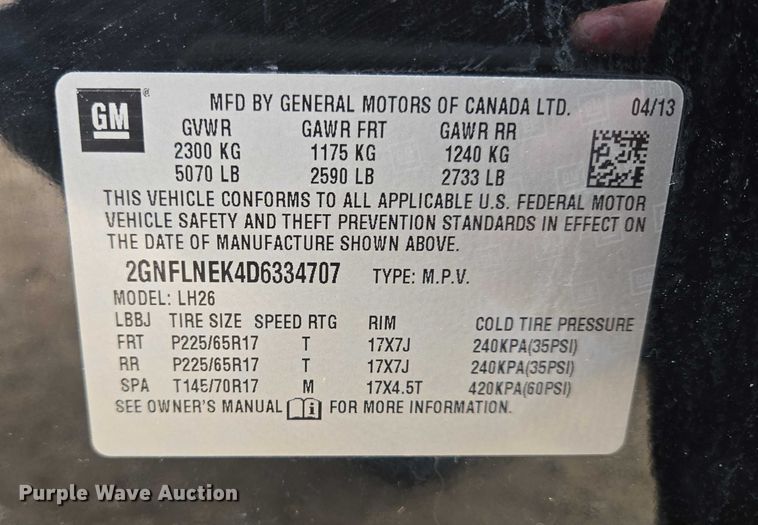 GM ®
MFD BY GENERAL MOTORS OF CANADA LTD. 04/13
GVWR GAWR FRT GAWR RR
2300 KG 1175 KG 1240 KG
5070 LB 2590 LB 2733 LB
THIS VEHICLE CONFORMS TO ALL APPLICABLE U.S. FEDERAL MOTOR
VEHICLE SAFETY AND THEFT PREVENTION STANDARDS IN EFFECT ON
THE DATE OF MANUFACTURE SHOWN ABOVE.
2GNFLNEK4D6334707 TYPE: M.P.V.
MODEL: LH26
LBBJ TIRE SIZE SPEED RTG RIM COLD TIRE PRESSURE
FRT P225/65R17 T 17X7J 240KPA(35PSI)
RR P225/65R17 T 17X7J 240KPA(35PSI)
SPA T145/70R17 M 17X4.5T 420KPA(60PSI)
SEE OWNER'S MANUAL i FOR MORE INFORMATION.
Purple Wave Auction